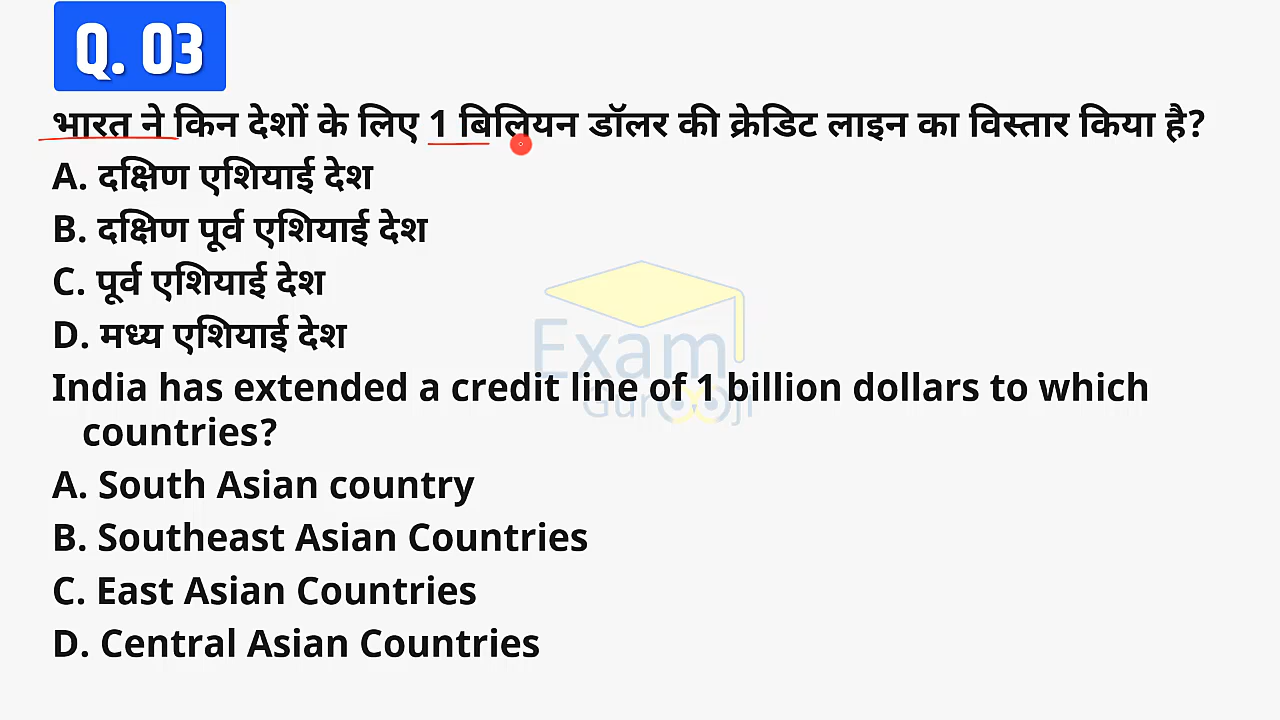 Q. 03
भारत ने किन देशों के लिए 1 बिलियन डॉलर की क्रेडिट लाइन का विस्तार किया है?
A. दक्षिण एशियाई देश
B. दक्षिण पूर्व एशियाई देश
C. पूर्व एशियाई देश
D. मध्य एशियाई देश
Exam
Gurooji
India has extended a credit line of 1 billion dollars to which
countries?
A. South Asian country
B. Southeast Asian Countries
C. East Asian Countries
D. Central Asian Countries